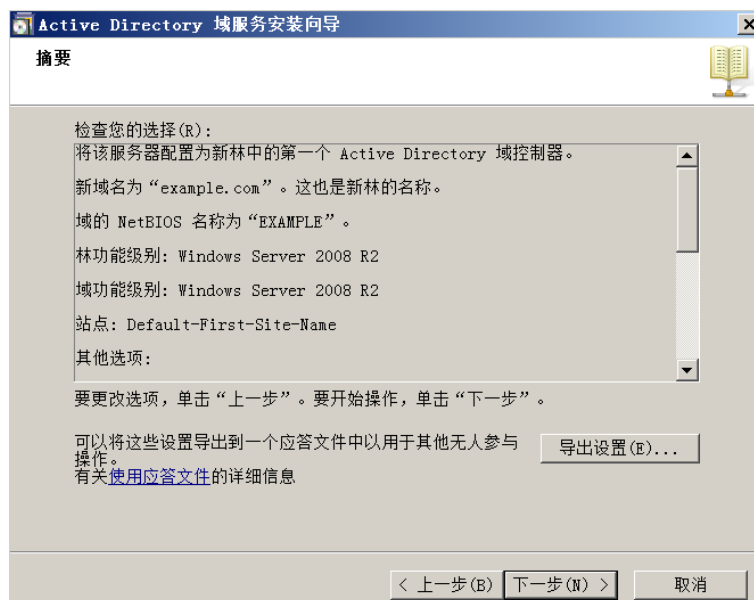 Active Directory 域服务安装向导
摘要
检查您的选择(R):
将该服务器配置为新林中的第一个 Active Directory 域控制器。
新域名为“example.com”。这也是新林的名称。
域的 NetBIOS 名称为“EXAMPLE”。
林功能级别: Windows Server 2008 R2
域功能级别: Windows Server 2008 R2
站点: Default-First-Site-Name
其他选项:
要更改选项，单击“上一步”。要开始操作，单击“下一步”。
可以将这些设置导出到一个应答文件中以用于其他无人参与
操作。
导出设置(E)...
有关使用应答文件的详细信息
< 上一步(B)
下一步(N) >
取消